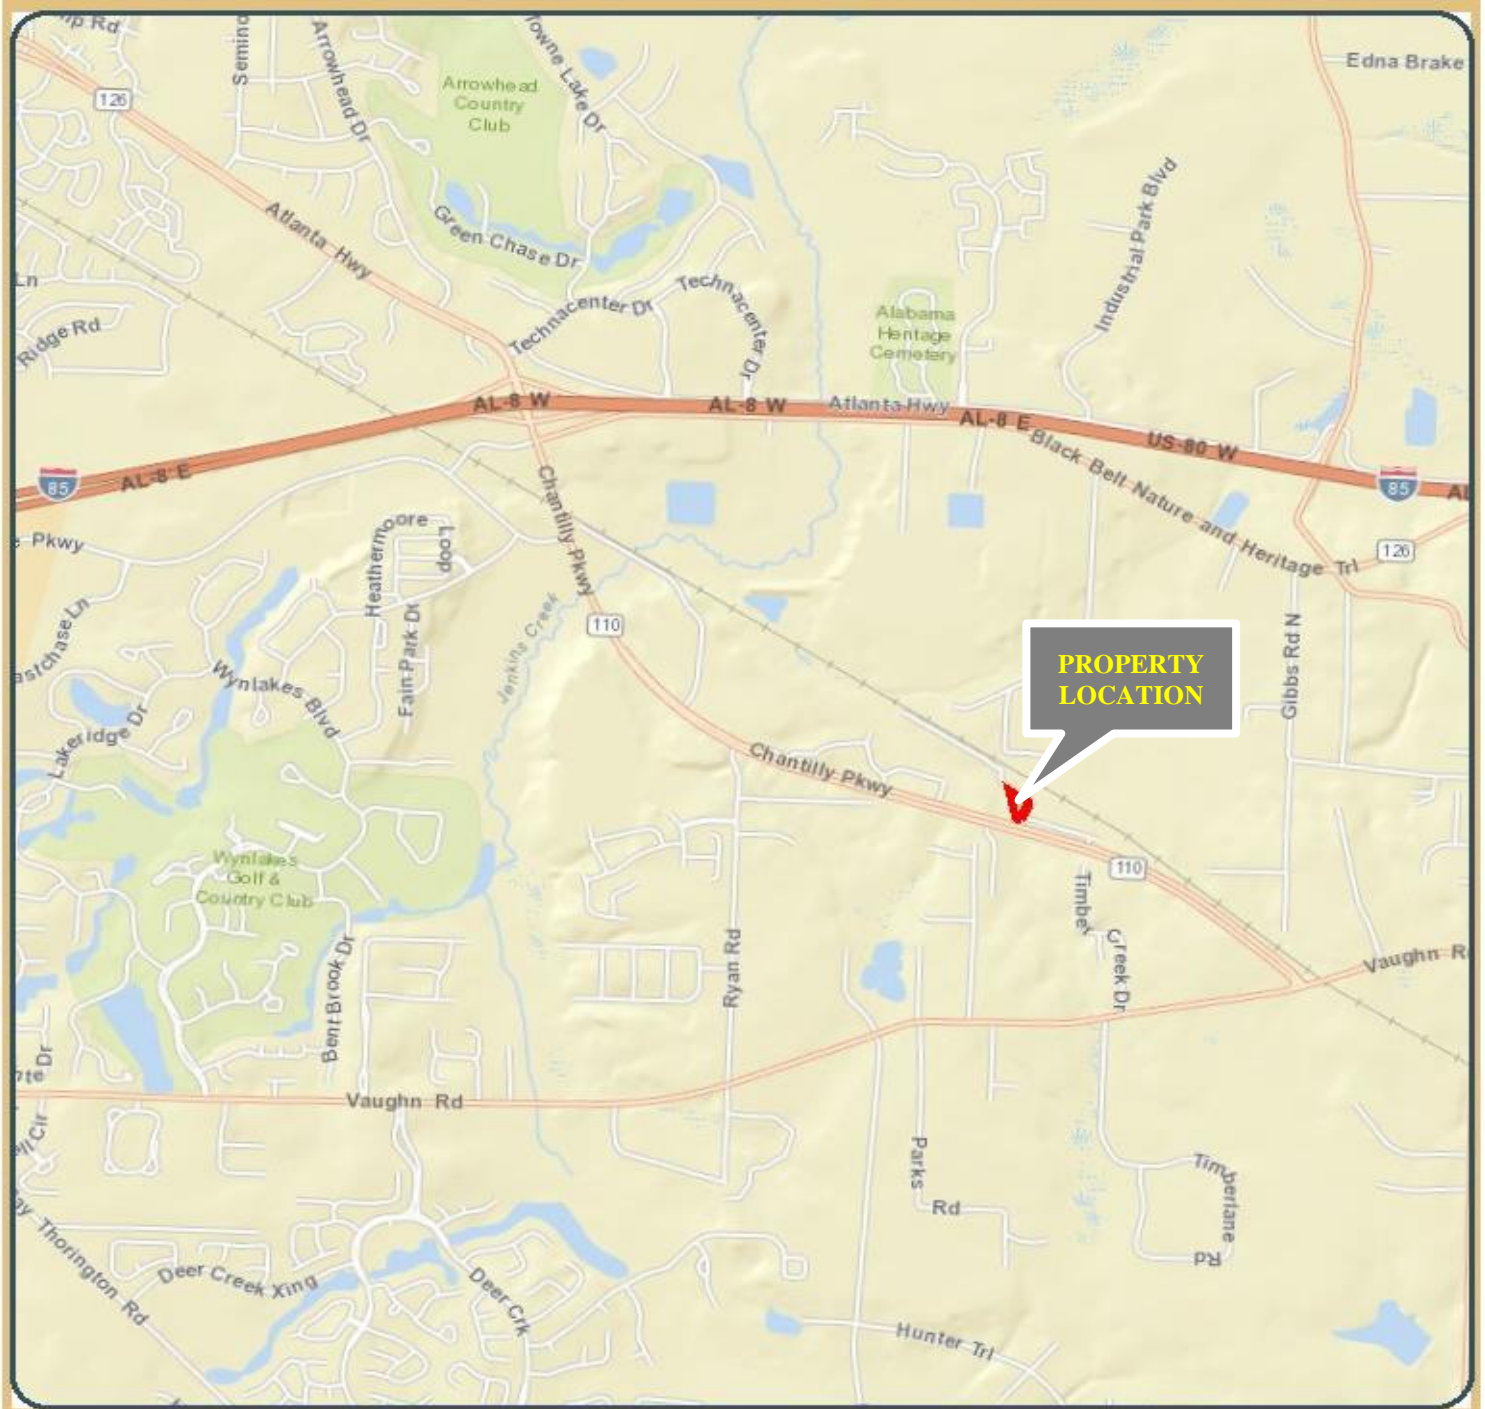 Edna Brake
Arrowhead Dr
Towne Lake Dr
Arrowhead
Country
Club
126
Atlanta Hwy
Green Chase Dr
Industrial Park Blvd
Technacenter Dr
Technacenter Dr
Alabama
Heritage
Cemetery
Ln
Ridge Rd
AL-8 W
AL-8 W
Atlanta Hwy
AL-8 E
US-80 W
Black Belt Nature and Heritage Trl
85
AL-8 E
85
Chantilly Pkwy
Heathermoore
Loop
Pkwy
126
Fain Park Dr
Jenkins Creek
110
Gibbs Rd N
PROPERTY
LOCATION
Wynlakes Blvd
Lakeridge Dr
Chantilly Pkwy
Wynlakes
Golf &
Country Club
110
Timber
Creek Dr
Bent Brook Dr
Ryan Rd
Vaughn R
Dr
Vaughn Rd
Cir
Parks
Rd
Timberlane
Rd
Thorington Rd
Deer Creek Xing
Deer Crk
Hunter Trl